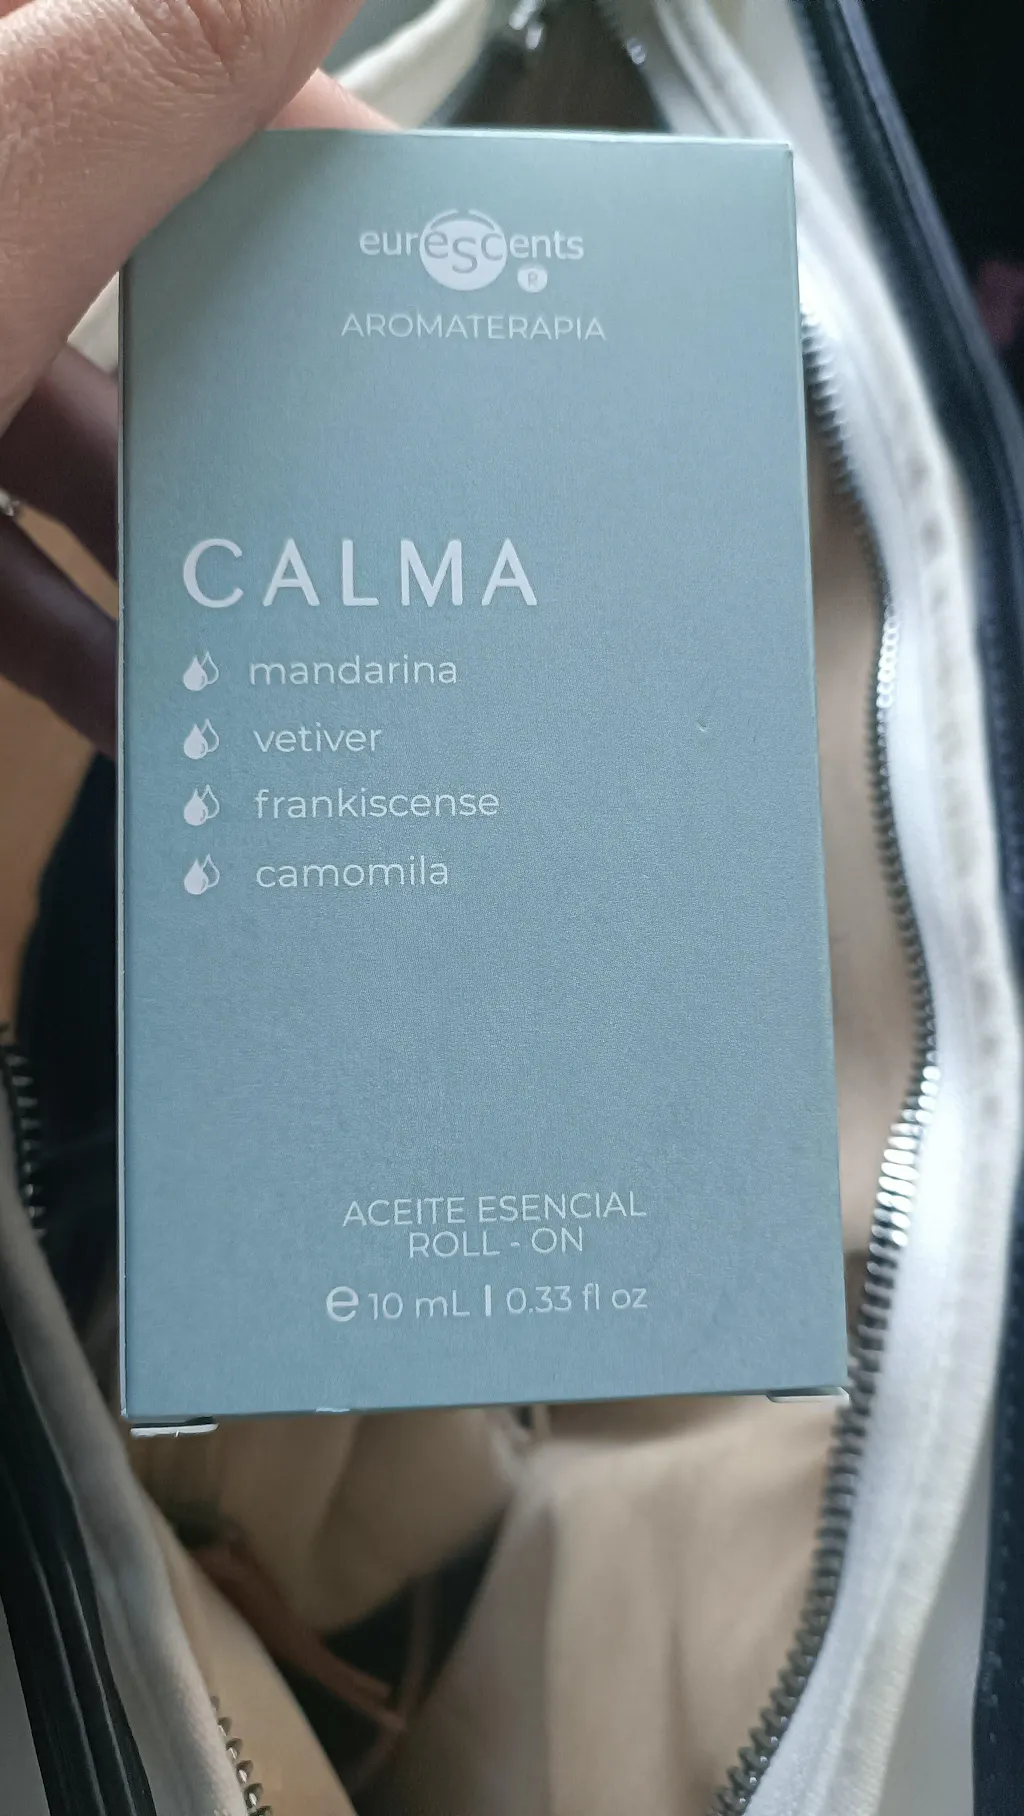 eurescents
R
AROMATERAPIA
CALMA
mandarina
vetiver
frankiscense
camomila
ACEITE ESENCIAL
ROLL - ON
e 10 mL | 0.33 fl oz